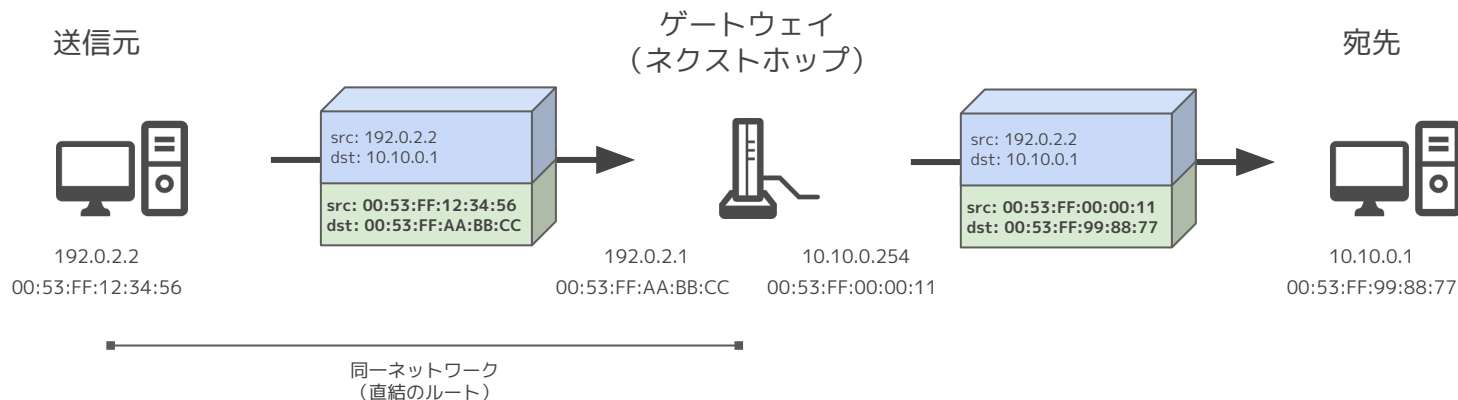 送信元
ゲートウェイ
（ネクストホップ）
宛先
src: 192.0.2.2
dst: 10.10.0.1
src: 00:53:FF:12:34:56
dst: 00:53:FF:AA:BB:CC
src: 192.0.2.2
dst: 10.10.0.1
src: 00:53:FF:00:00:11
dst: 00:53:FF:99:88:77
192.0.2.2
00:53:FF:12:34:56
192.0.2.1
00:53:FF:AA:BB:CC
10.10.0.254
00:53:FF:00:00:11
10.10.0.1
00:53:FF:99:88:77
同一ネットワーク
（直結のルート）